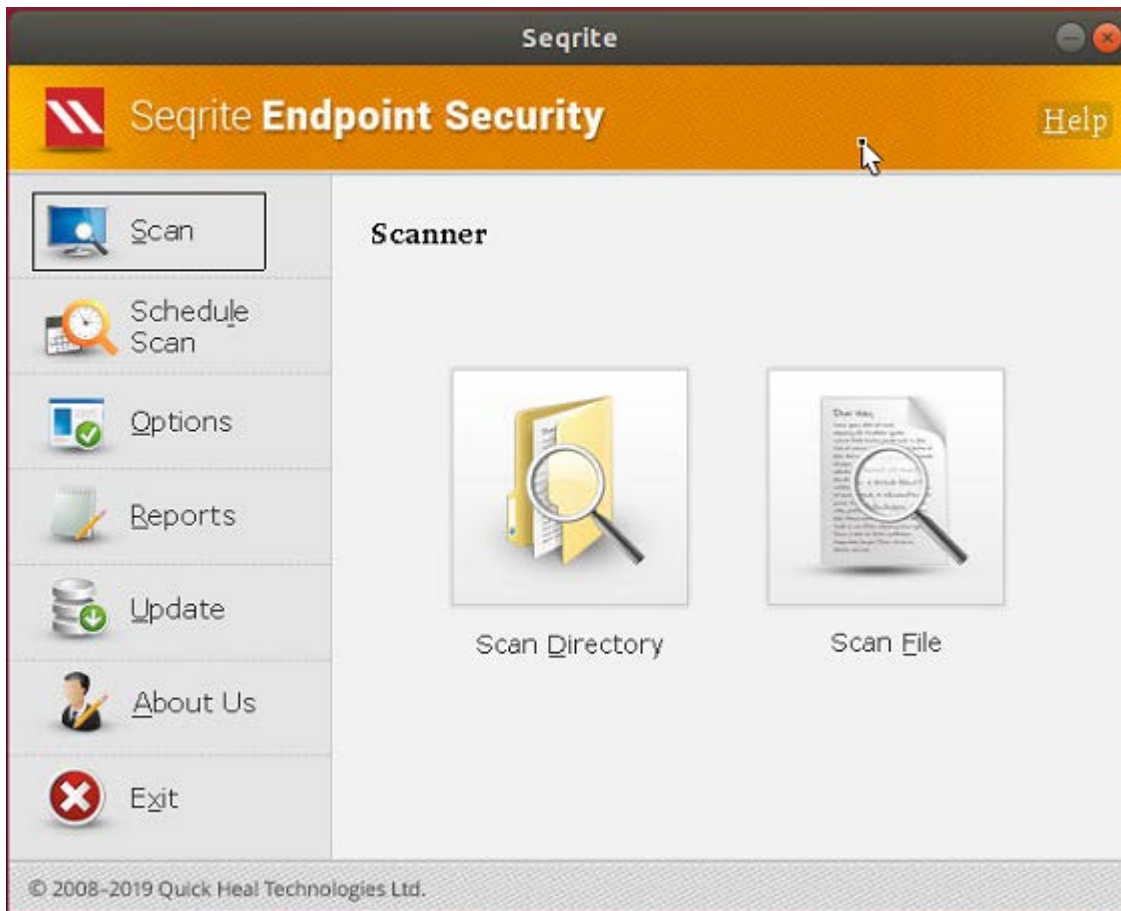 Seqrite
Seqrite Endpoint Security
Help
Scan
Schedule
Scan
Options
Reports
Update
About Us
Exit
Scanner
Scan Directory
Scan File
© 2008-2019 Quick Heal Technologies Ltd.